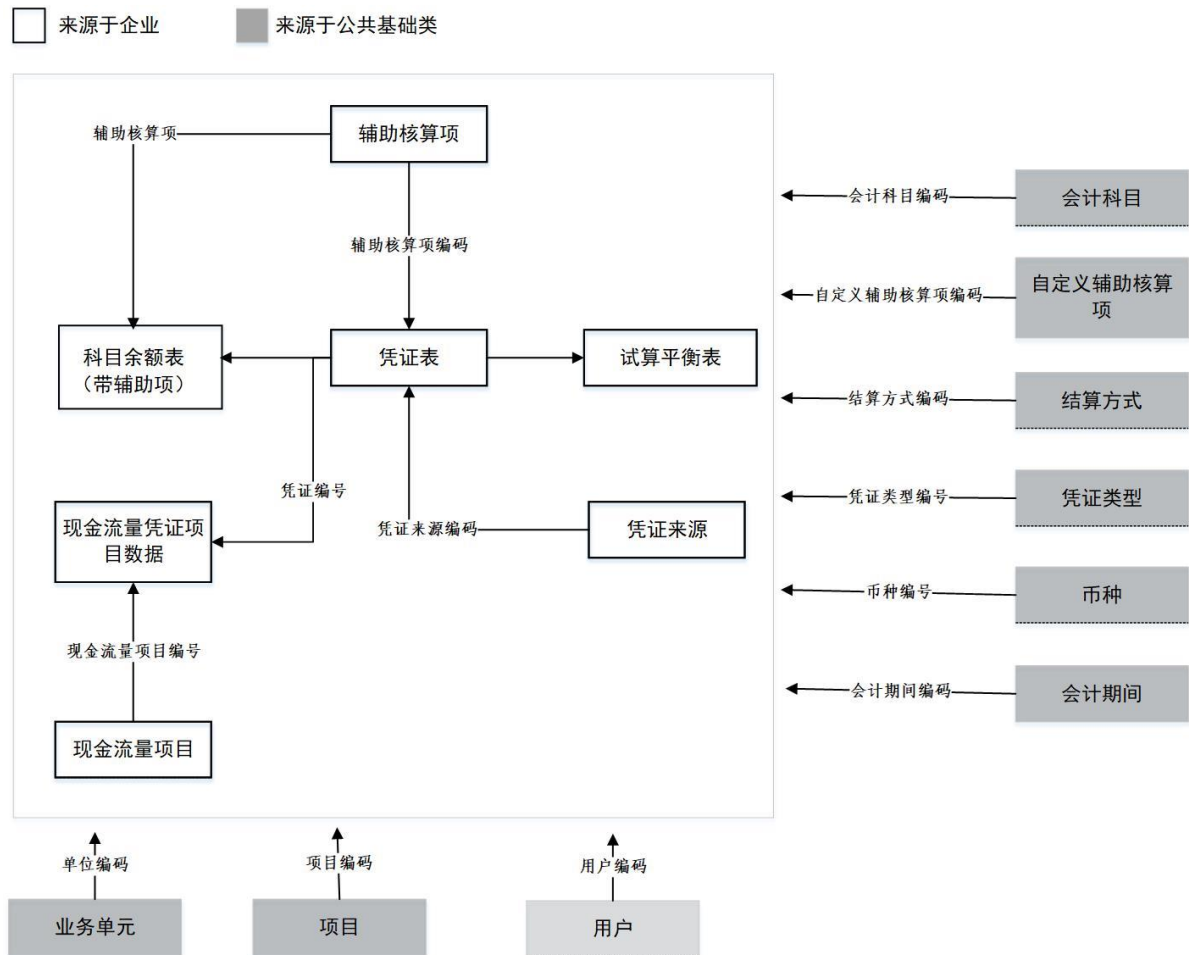 来源于企业
来源于公共基础类
辅助核算项
辅助核算项
会计科目编码
会计科目
辅助核算项编码
自定义辅助核算项编码
自定义辅助核算
项
科目余额表
（带辅助项）
凭证表
试算平衡表
结算方式编码
结算方式
凭证编号
凭证类型编号
凭证类型
现金流量凭证项
目数据
凭证来源编码
凭证来源
币种编号
币种
现金流量项目编号
会计期间编码
会计期间
现金流量项目
单位编码
项目编码
用户编码
业务单元
项目
用户